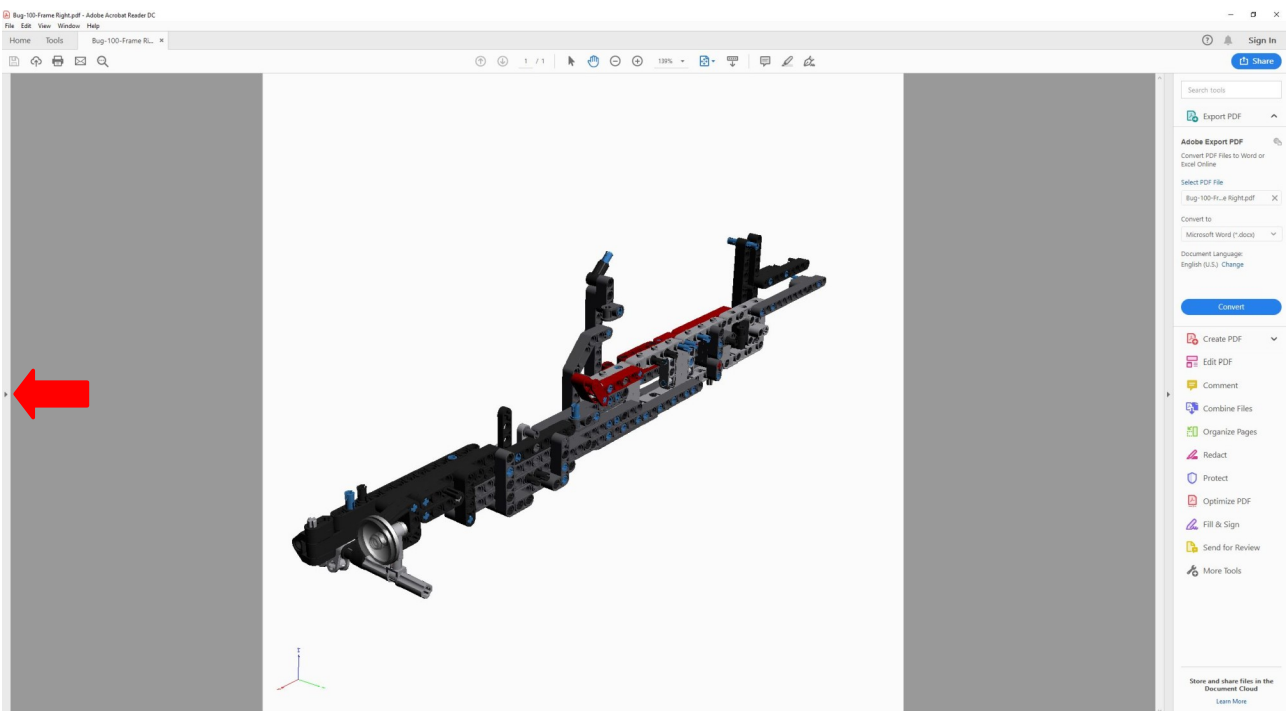 Bug-100-Frame Right.pdf - Adobe Acrobat Reader DC
File Edit View Window Help
Home Tools Bug-100-Frame Ri... × Sign In
1 / 1 139% Share
Search tools
Export PDF
Adobe Export PDF
Convert PDF Files to Word or
Excel Online
Select PDF File
Bug-100-Fr...e Right.pdf X
Convert to
Microsoft Word (*.docx)
Document Language:
English (U.S.) Change
Convert
Create PDF
Edit PDF
Comment
Combine Files
Organize Pages
Redact
Protect
Optimize PDF
Fill & Sign
Send for Review
More Tools
Z
Store and share files in the
Document Cloud
Learn More